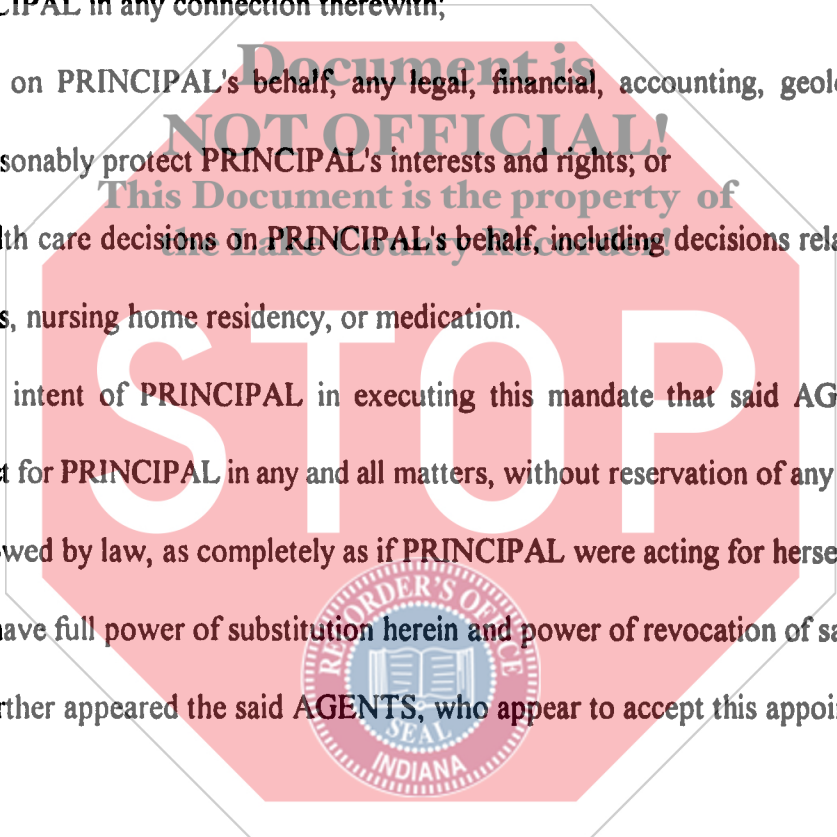 CIPAL in any connection therewith;
Document is
on PRINCIPAL's behalf, any legal, financial, accounting, geol
NOT OFFICIAL!
sonably protect PRINCIPAL's interests and rights; or
This Document is the property of
lth care decisions on PRINCIPAL's behalf, including decisions rela
the Lake County Recorder!
s, nursing home residency, or medication.
STOP
intent of PRINCIPAL in executing this mandate that said AG
t for PRINCIPAL in any and all matters, without reservation of any
wed by law, as completely as if PRINCIPAL were acting for herse
RECORDER'S OFFICE
ave full power of substitution herein and power of revocation of sa
rther appeared the said AGENTS, who appear to accept this appoi
SEAL
INDIANA